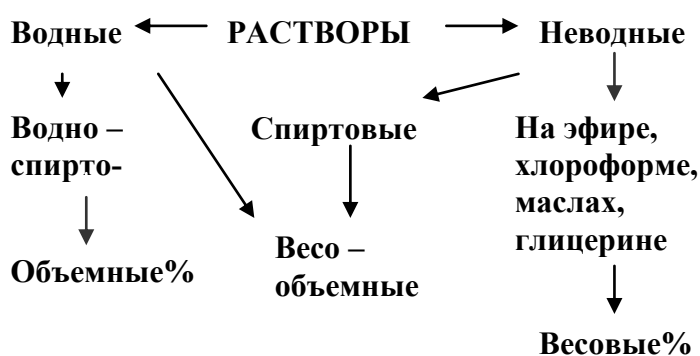 Водные РАСТВОРЫ Неводные
Водно –
спирто-
Спиртовые
На эфире,
хлороформе,
маслах,
глицерине
Объемные%
Весо –
объемные
Весовые%